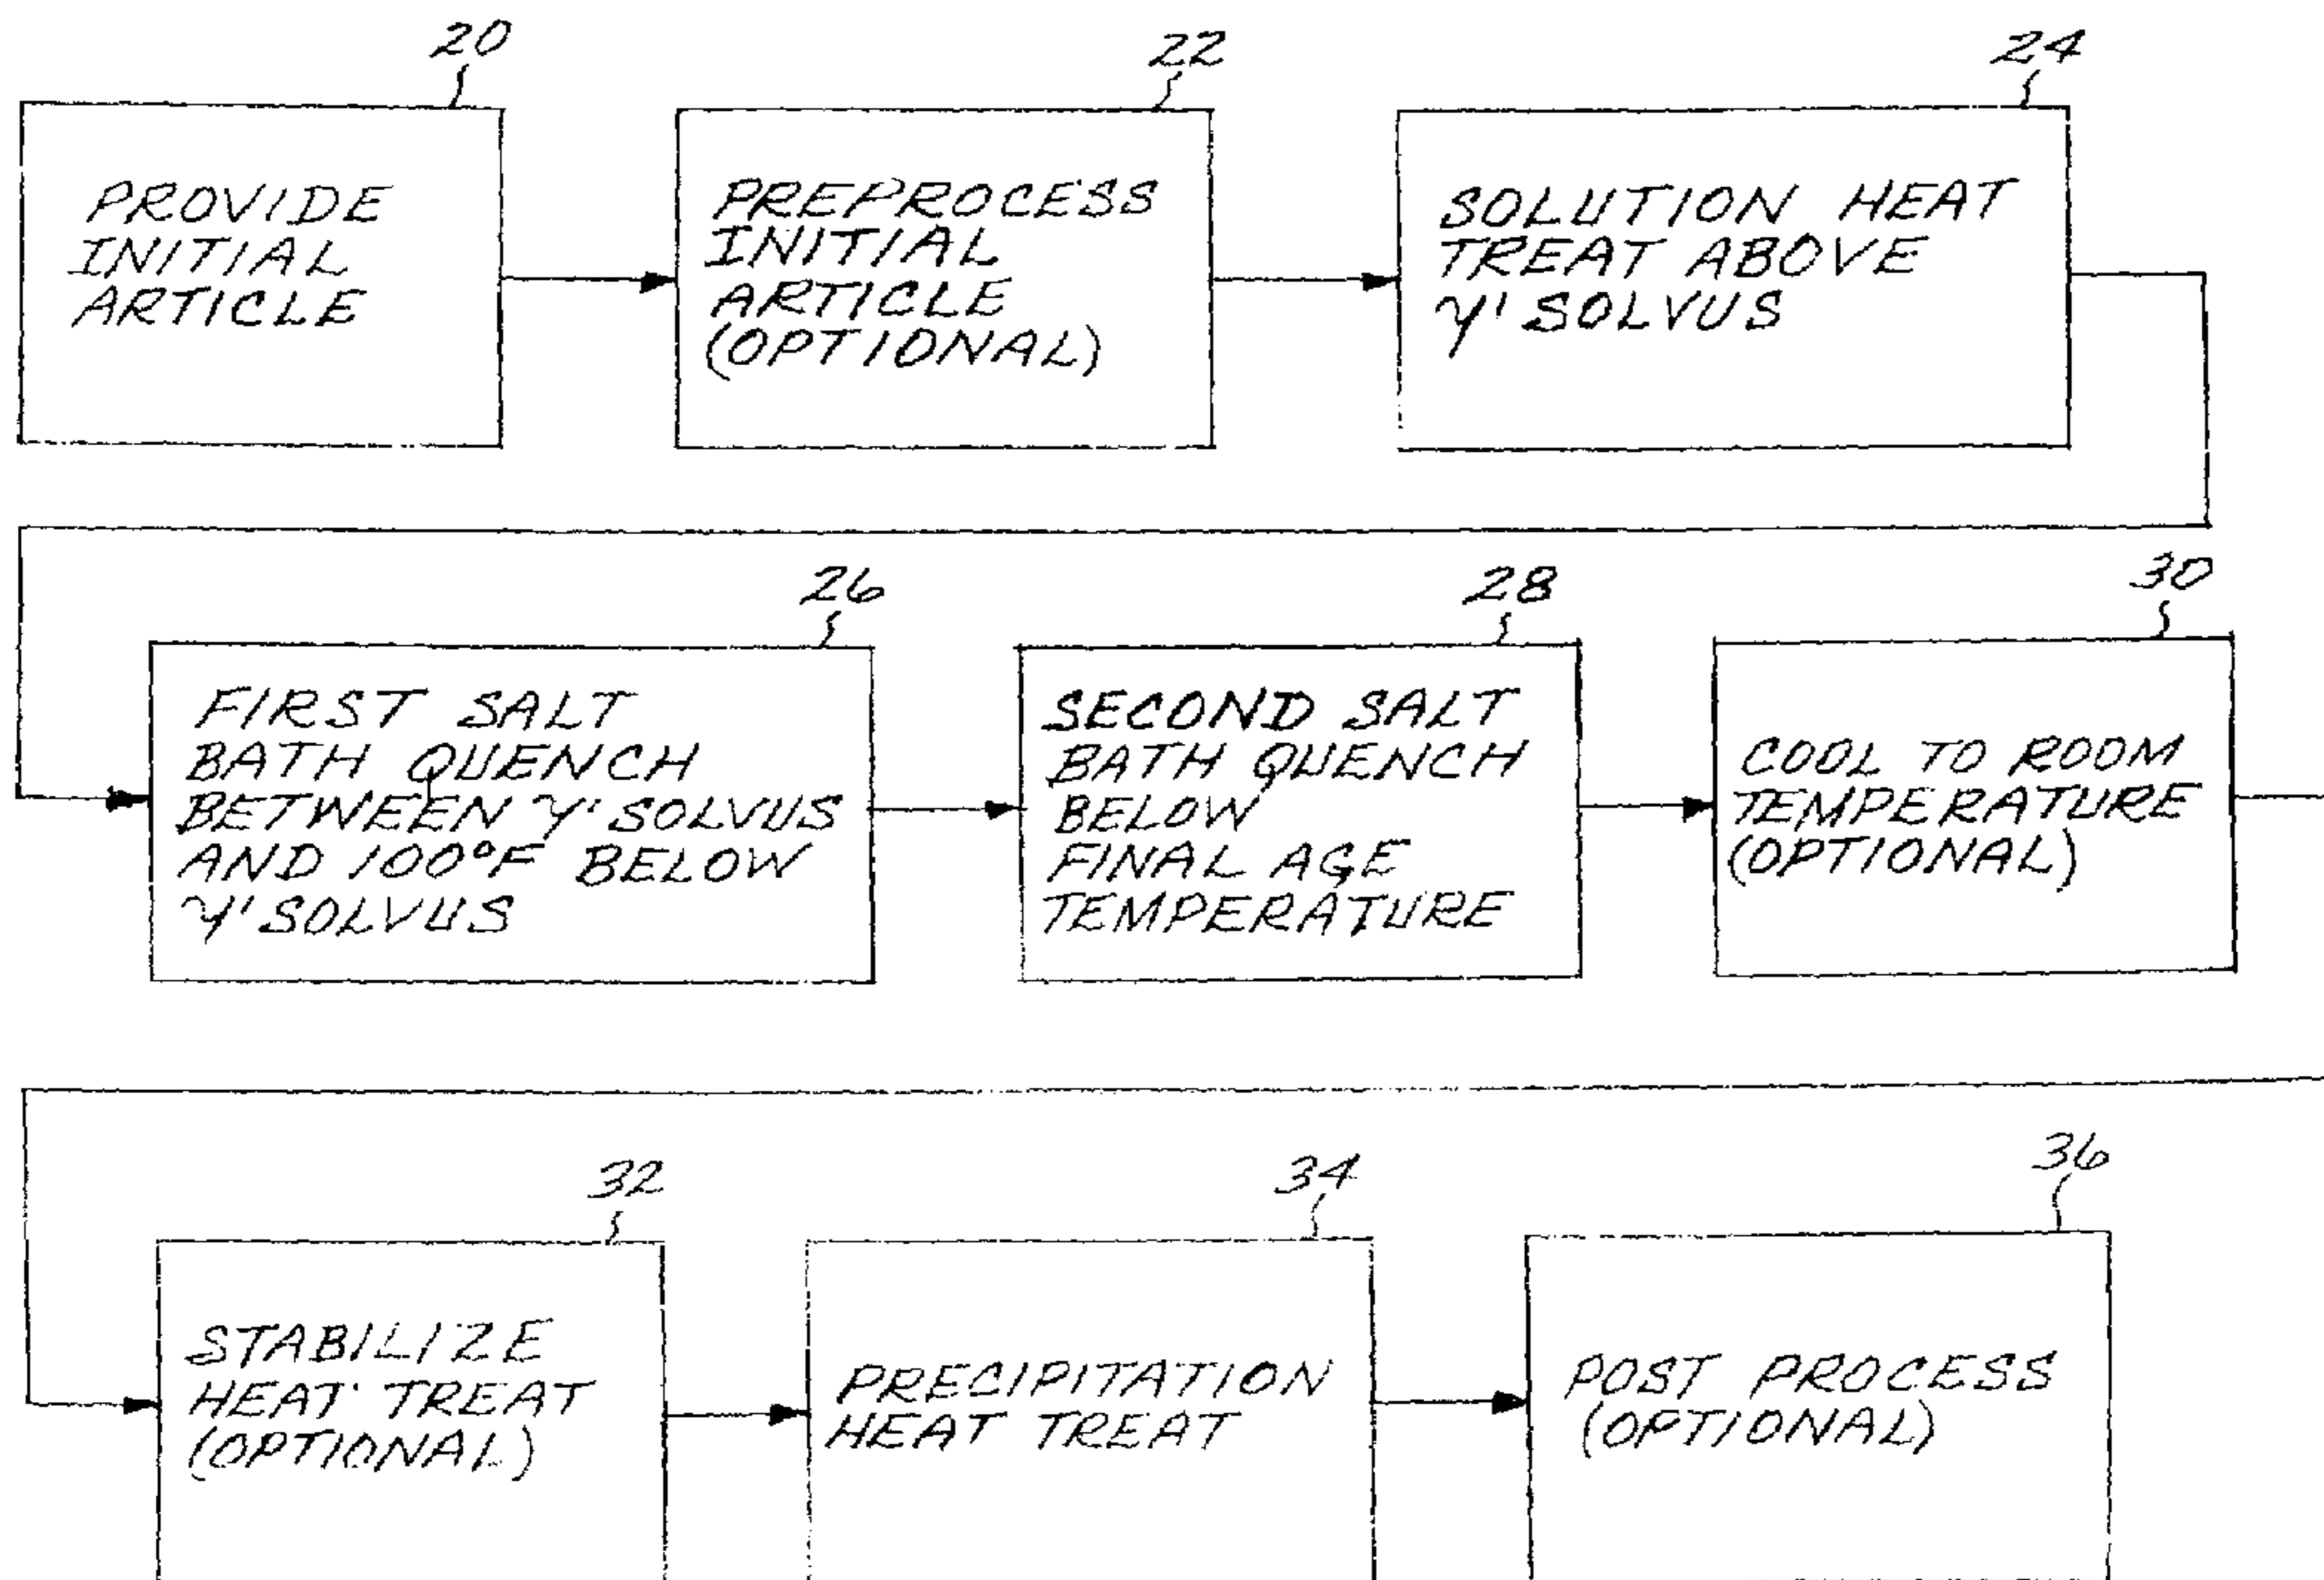 20
PROVIDE
INITIAL
ARTICLE
22
PREPROCESS
INITIAL
ARTICLE
(OPTIONAL)
24
SOLUTION HEAT
TREAT ABOVE
γ' SOLVUS
26
FIRST SALT
BATH QUENCH
BETWEEN γ' SOLVUS
AND 100°F BELOW
γ' SOLVUS
28
SECOND SALT
BATH QUENCH
BELOW
FINAL AGE
TEMPERATURE
30
COOL TO ROOM
TEMPERATURE
(OPTIONAL)
32
STABILIZE
HEAT TREAT
(OPTIONAL)
34
PRECIPITATION
HEAT TREAT
36
POST PROCESS
(OPTIONAL)